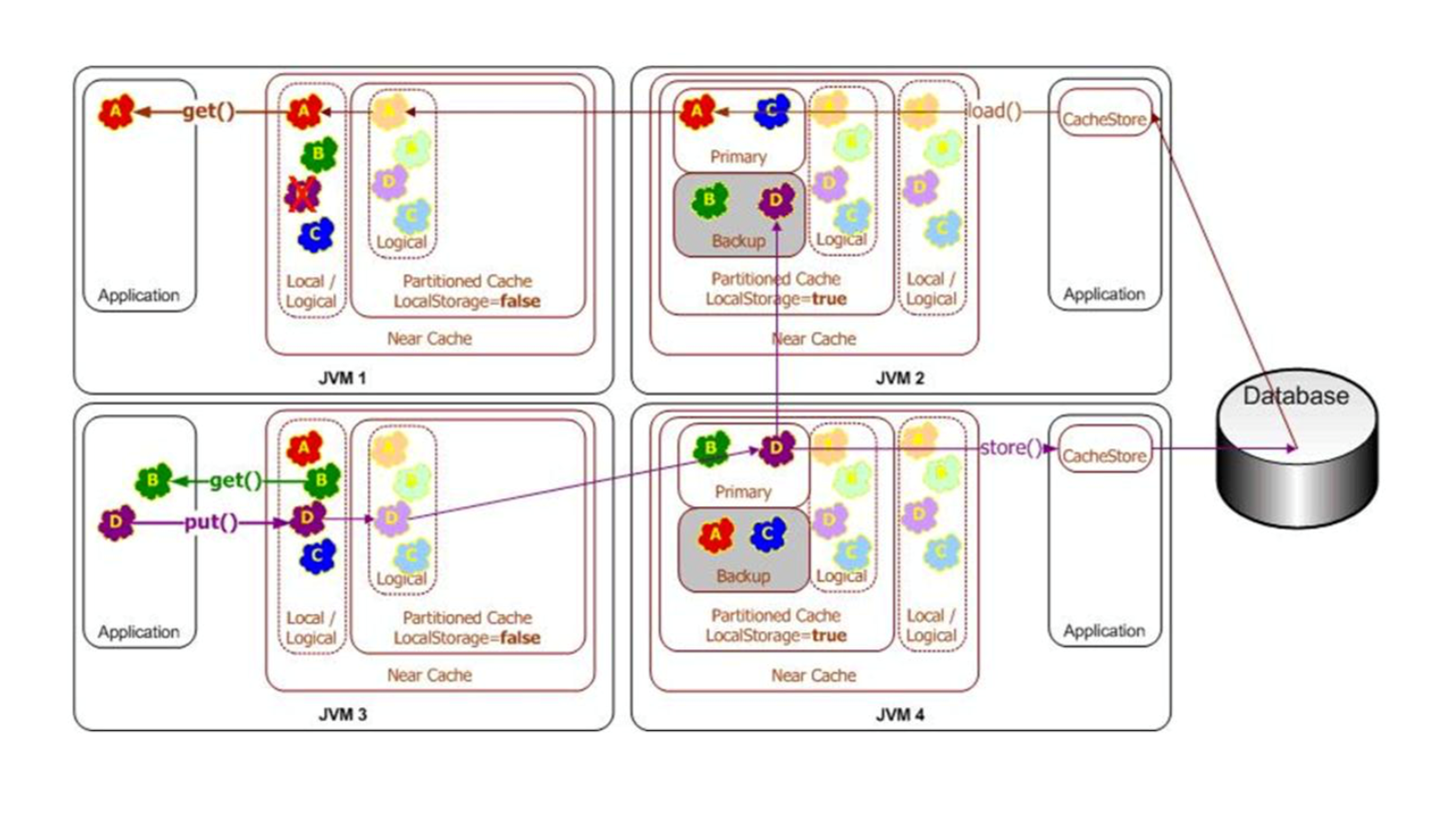 A
get()
A
A
A
C
A
A
load()
CacheStore
B
B
Primary
B
B
D
D
D
D
B
D
C
C
C
C
Logical
Backup
Logical
Local /
Logical
Partitioned Cache
LocalStorage=false
Partitioned Cache
LocalStorage=true
Local /
Logical
Application
Application
Near Cache
Near Cache
JVM 1
JVM 2
Database
A
A
B
D
A
A
store()
CacheStore
B
get()
B
B
Primary
B
B
D
put()
D
D
D
D
C
C
A
C
C
C
Logical
Backup
Logical
Local /
Logical
Partitioned Cache
LocalStorage=false
Partitioned Cache
LocalStorage=true
Local /
Logical
Application
Application
Near Cache
Near Cache
JVM 3
JVM 4